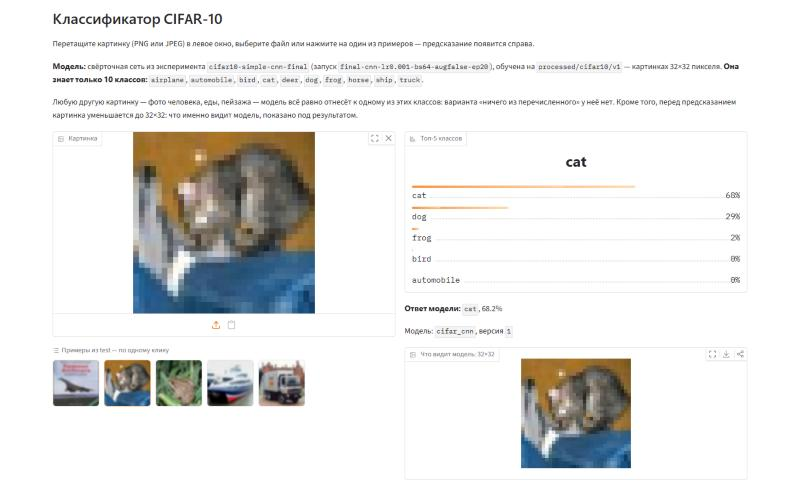 Классификатор CIFAR-10
Перетащите картинку (PNG или JPEG) в левое окно, выберите файл или нажмите на один из примеров — предсказание появится справа.
Модель: свёрточная сеть из эксперимента cifar10-simple-cnn-final (запуск final-cnn-lr0.001-bs64-augfalse-ep20), обучена на processed/cifar10/v1 — картинках 32×32 пикселя. Она
знает только 10 классов: airplane, automobile, bird, cat, deer, dog, frog, horse, ship, truck.
Любую другую картинку — фото человека, еды, пейзажа — модель всё равно отнесёт к одному из этих классов: варианта «ничего из перечисленного» у неё нет. Кроме того, перед предсказанием
картинка уменьшается до 32×32: что именно видит модель, показано под результатом.
Картинка
Топ-5 классов
cat
cat 68%
dog 29%
frog 2%
bird 0%
automobile 0%
Ответ модели: cat, 68.2%
Модель: cifar_cnn, версия 1
Примеры из test — по одному клику
Что видит модель: 32×32